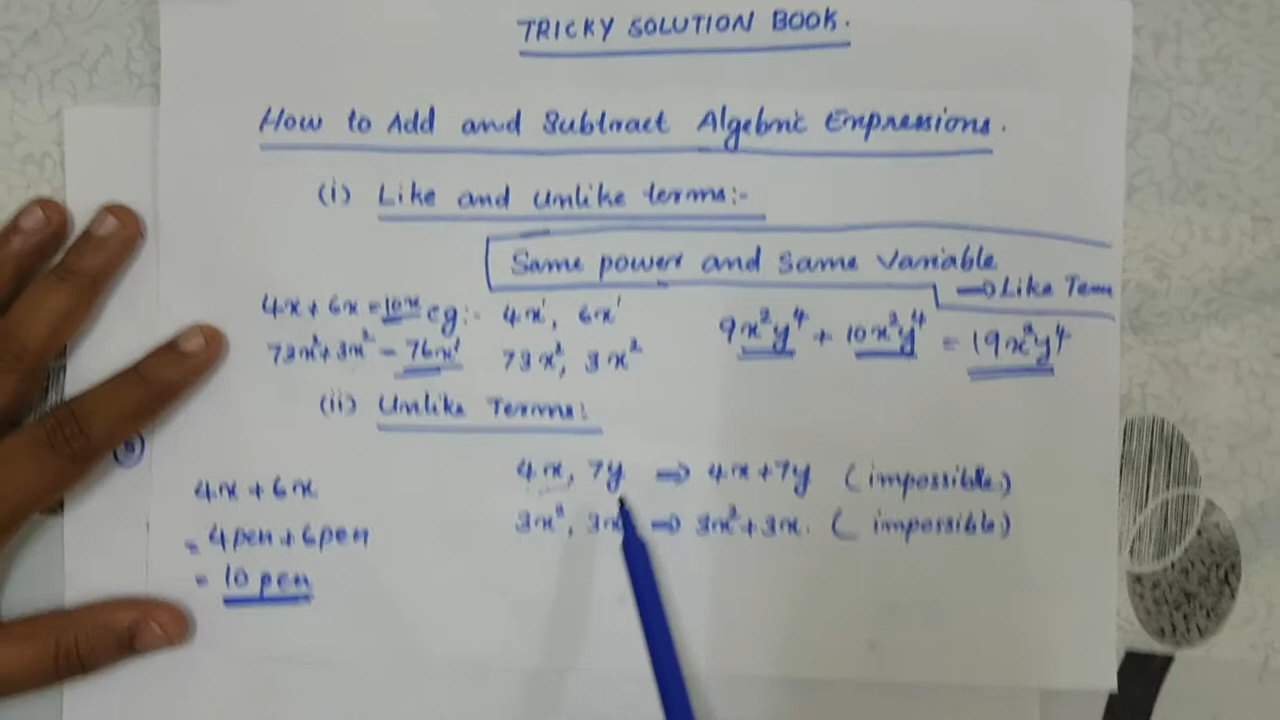 TRICKY SOLUTION BOOK.
How to Add and Subtract Algebric Expressions.
(i) Like and Unlike terms:-
Same power and Same Variable
⇒ Like Term
4x + 6x = 10x eg:- 4x¹, 6x¹
9x²y⁴ + 10x²y⁴ = 19x²y⁴
73x² + 3x² = 76x² 73x², 3x²
(ii) Unlike Terms:
4x, 7y ⇒ 4x + 7y (impossible)
4x + 6x
3x², 3x ⇒ 3x² + 3x. (impossible)
= 4pen + 6pen
= 10 pen